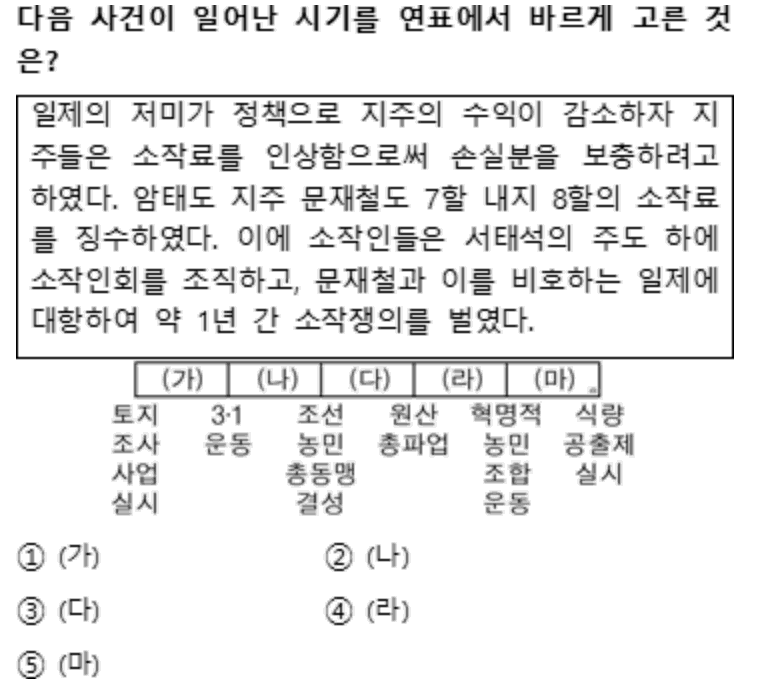 다음 사건이 일어난 시기를 연표에서 바르게 고른 것
은?
일제의 저미가 정책으로 지주의 수익이 감소하자 지
주들은 소작료를 인상함으로써 손실분을 보충하려고
하였다. 암태도 지주 문재철도 7할 내지 8할의 소작료
를 징수하였다. 이에 소작인들은 서태석의 주도 하에
소작인회를 조직하고, 문재철과 이를 비호하는 일제에
대항하여 약 1년 간 소작쟁의를 벌였다.
(가) (나) (다) (라) (마)
토지 3·1 조선 원산 혁명적 식량
조사 운동 농민 총파업 농민 공출제
사업 총동맹 조합 실시
실시 결성 운동
① (가) ② (나)
③ (다) ④ (라)
⑤ (마)